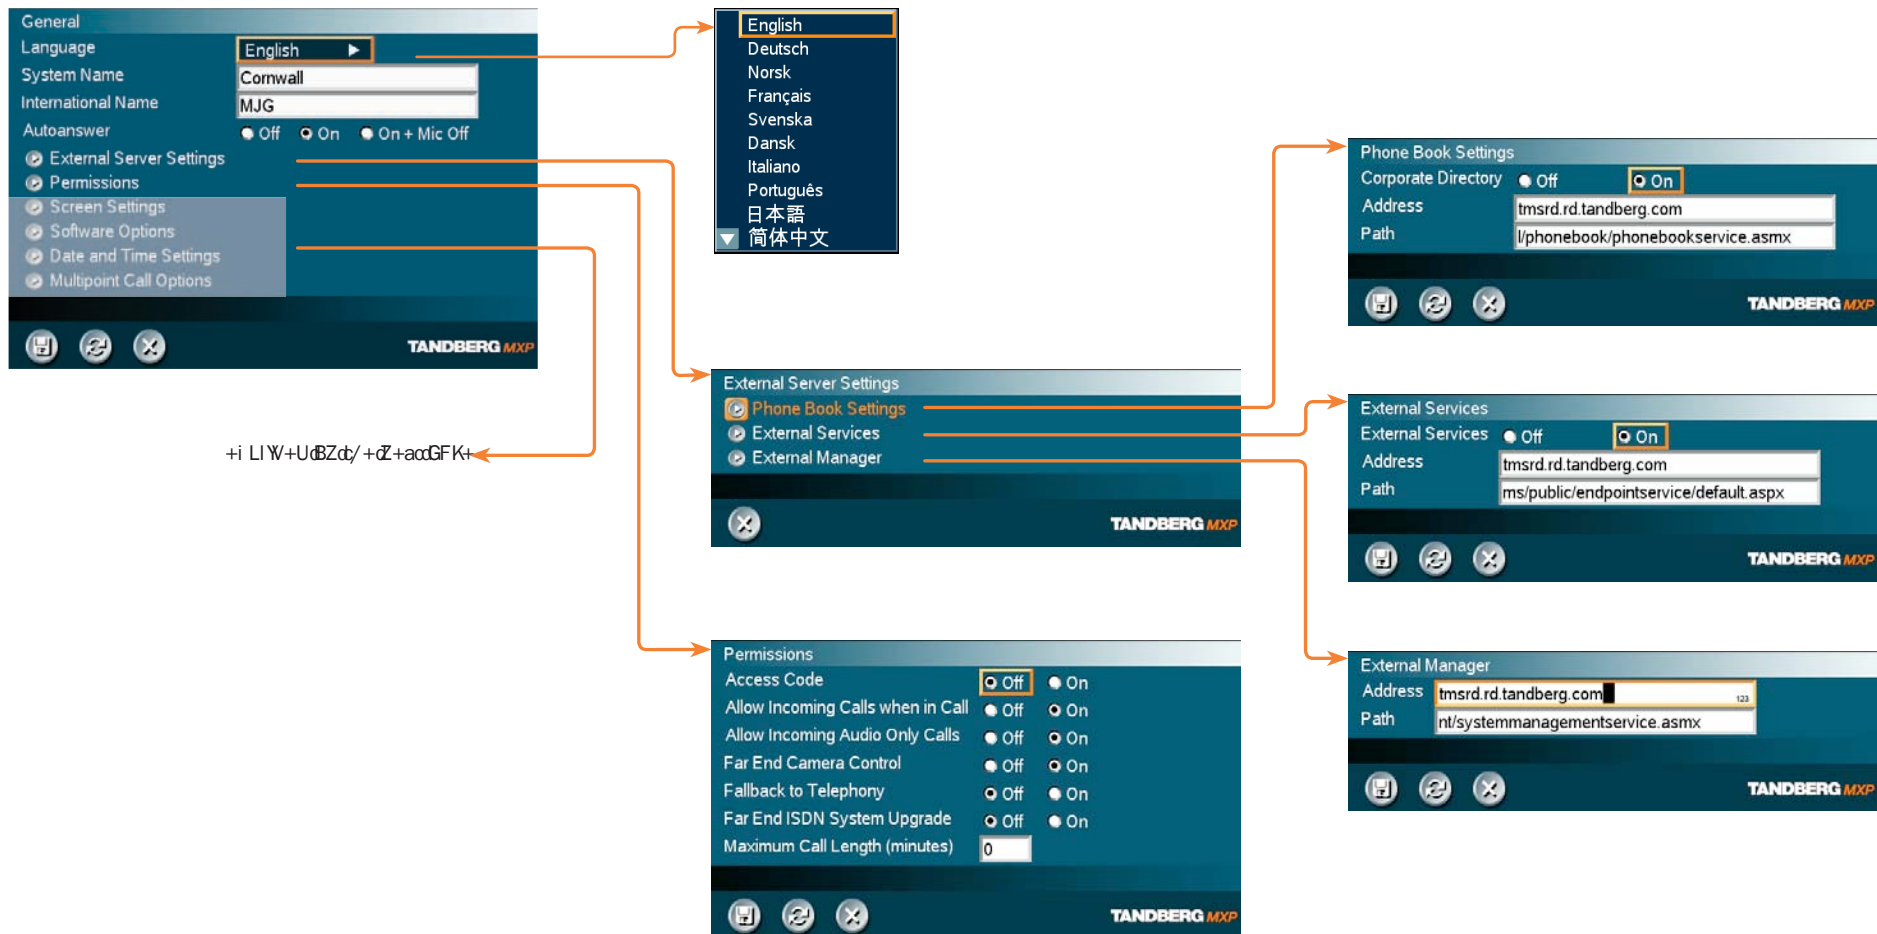 General
Language English
System Name Cornwall
International Name MJG
Autoanswer Off On On + Mic Off
External Server Settings
Permissions
Screen Settings
Software Options
Date and Time Settings
Multipoint Call Options
TANDBERG MXP
English
Deutsch
Norsk
Français
Svenska
Dansk
Italiano
Português
日本語
简体中文
External Server Settings
Phone Book Settings
External Services
External Manager
TANDBERG MXP
Permissions
Access Code Off On
Allow Incoming Calls when in Call Off On
Allow Incoming Audio Only Calls Off On
Far End Camera Control Off On
Fallback to Telephony Off On
Far End ISDN System Upgrade Off On
Maximum Call Length (minutes) 0
TANDBERG MXP
Phone Book Settings
Corporate Directory Off On
Address tmsrd.rd.tandberg.com
Path l/phonebook/phonebookservice.asmx
TANDBERG MXP
External Services
External Services Off On
Address tmsrd.rd.tandberg.com
Path ms/public/endpointservice/default.aspx
TANDBERG MXP
External Manager
Address tmsrd.rd.tandberg.com 123
Path nt/systemmanagementservice.asmx
TANDBERG MXP